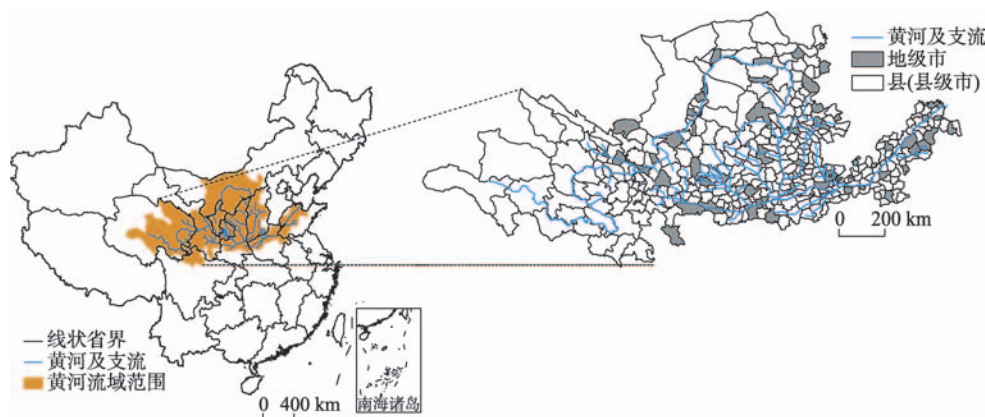 线状省界
黄河及支流
黄河流域范围
0 400 km
南海诸岛
黄河及支流
地级市
县(县级市)
0 200 km